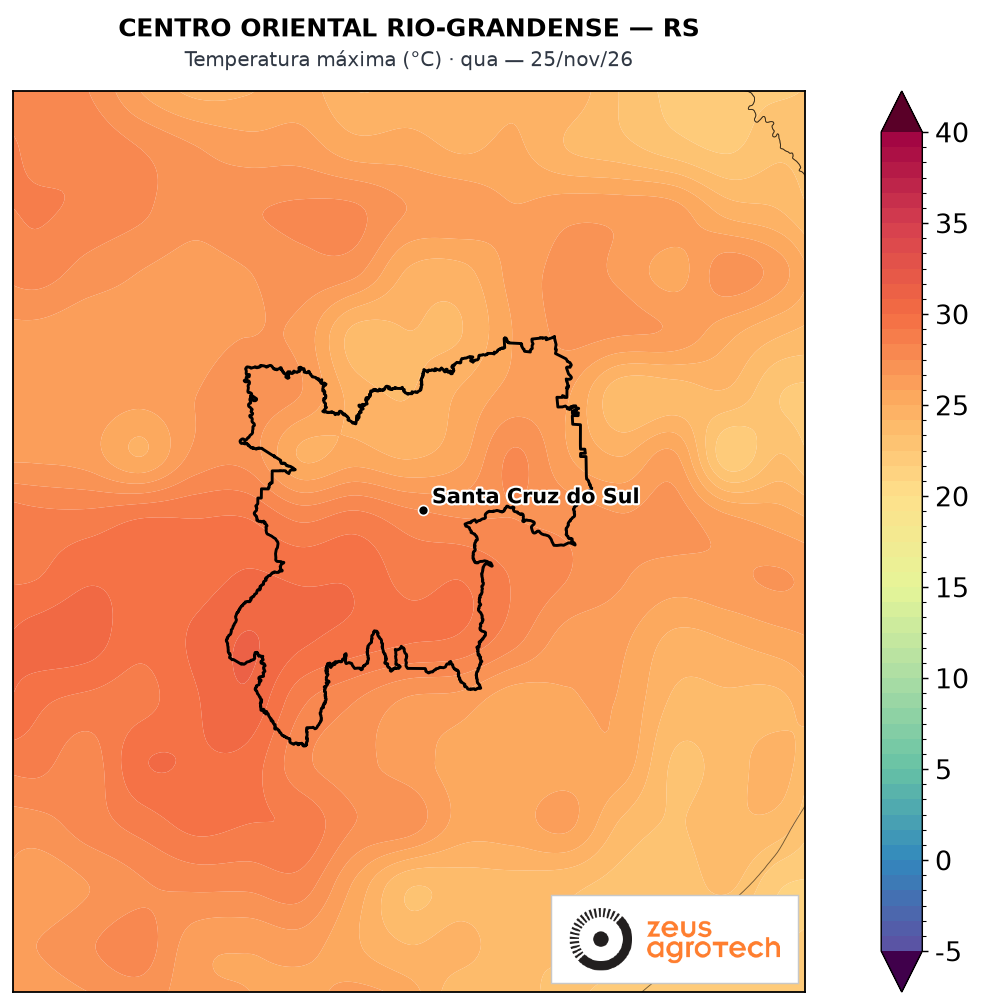 CENTRO ORIENTAL RIO-GRANDENSE — RS
Temperatura máxima (°C) · qua — 25/nov/26
40
35
30
25
20
15
10
5
0
-5
Santa Cruz do Sul
zeus
agrotech